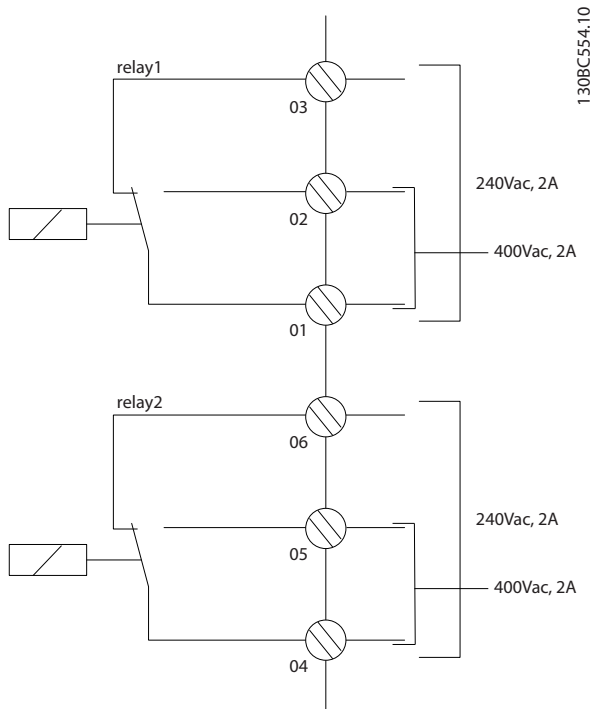 130BC554.10
relay1
03
02
240Vac, 2A
400Vac, 2A
01
relay2
06
05
240Vac, 2A
400Vac, 2A
04